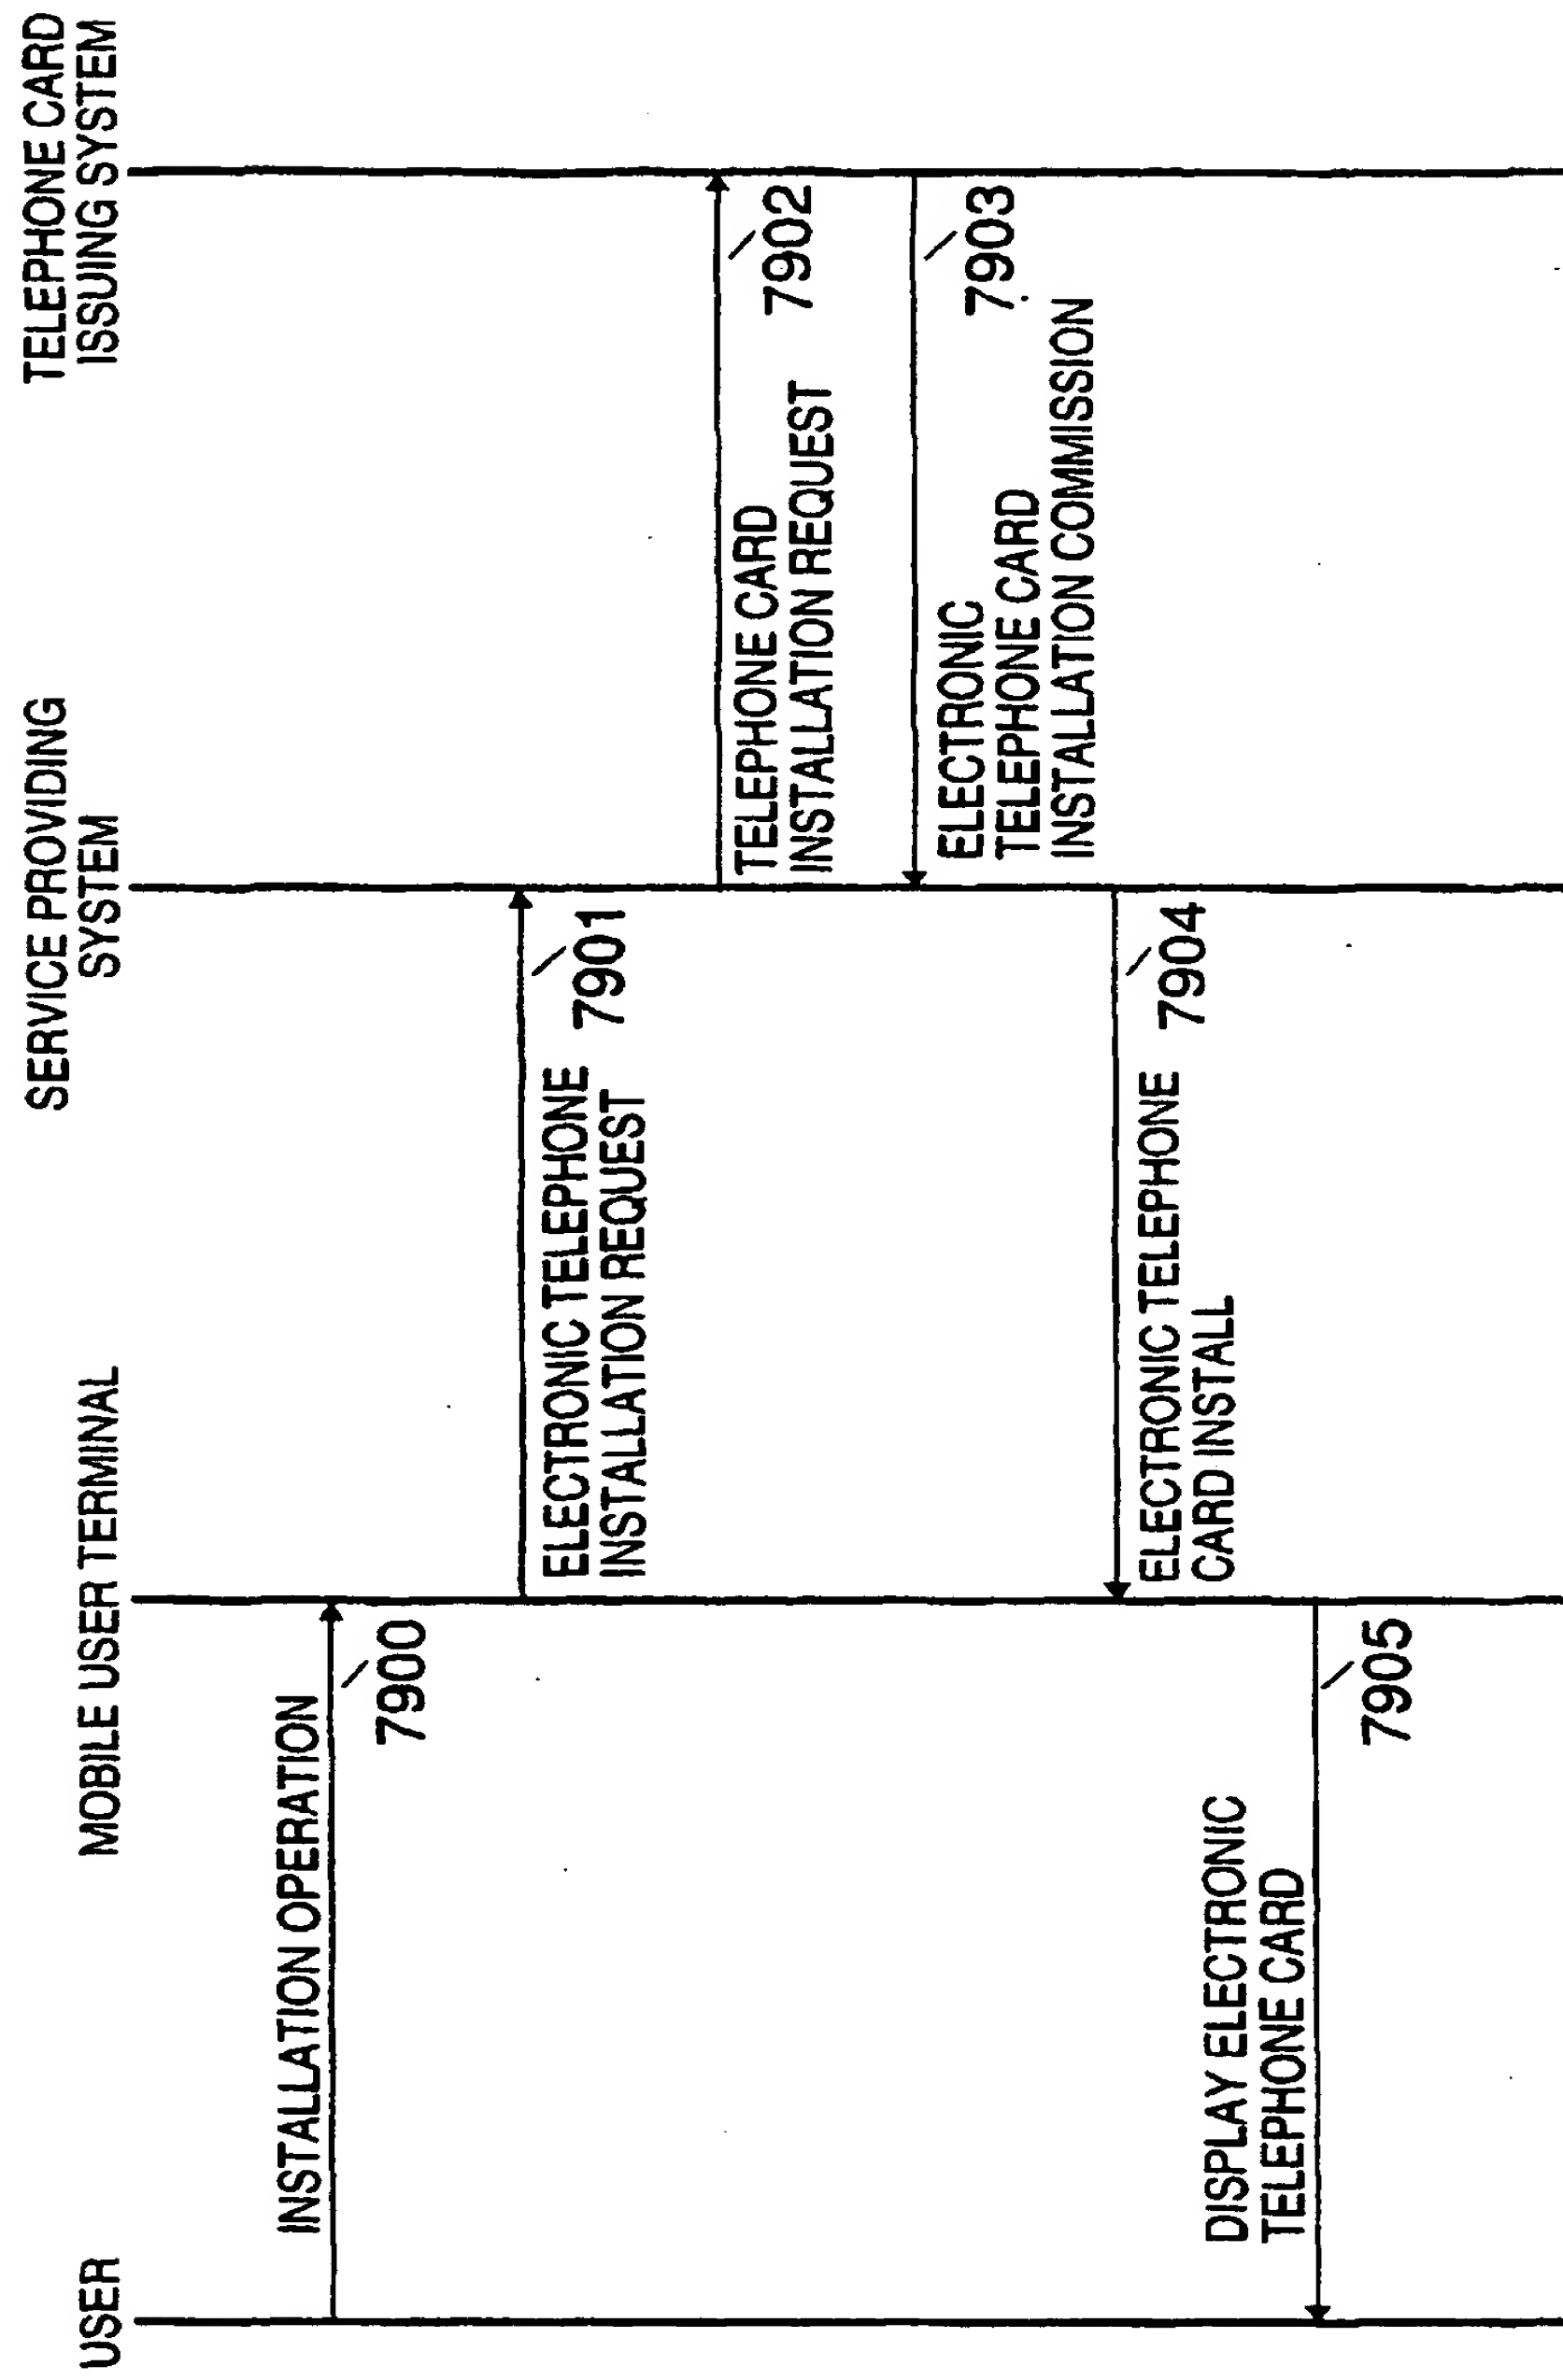 USER
MOBILE USER TERMINAL
SERVICE PROVIDING
SYSTEM
TELEPHONE CARD
ISSUING SYSTEM
INSTALLATION OPERATION
7900
ELECTRONIC TELEPHONE
INSTALLATION REQUEST
7901
TELEPHONE CARD
INSTALLATION REQUEST
7902
ELECTRONIC
TELEPHONE CARD
INSTALLATION COMMISSION
7903
ELECTRONIC TELEPHONE
CARD INSTALL
7904
DISPLAY ELECTRONIC
TELEPHONE CARD
7905